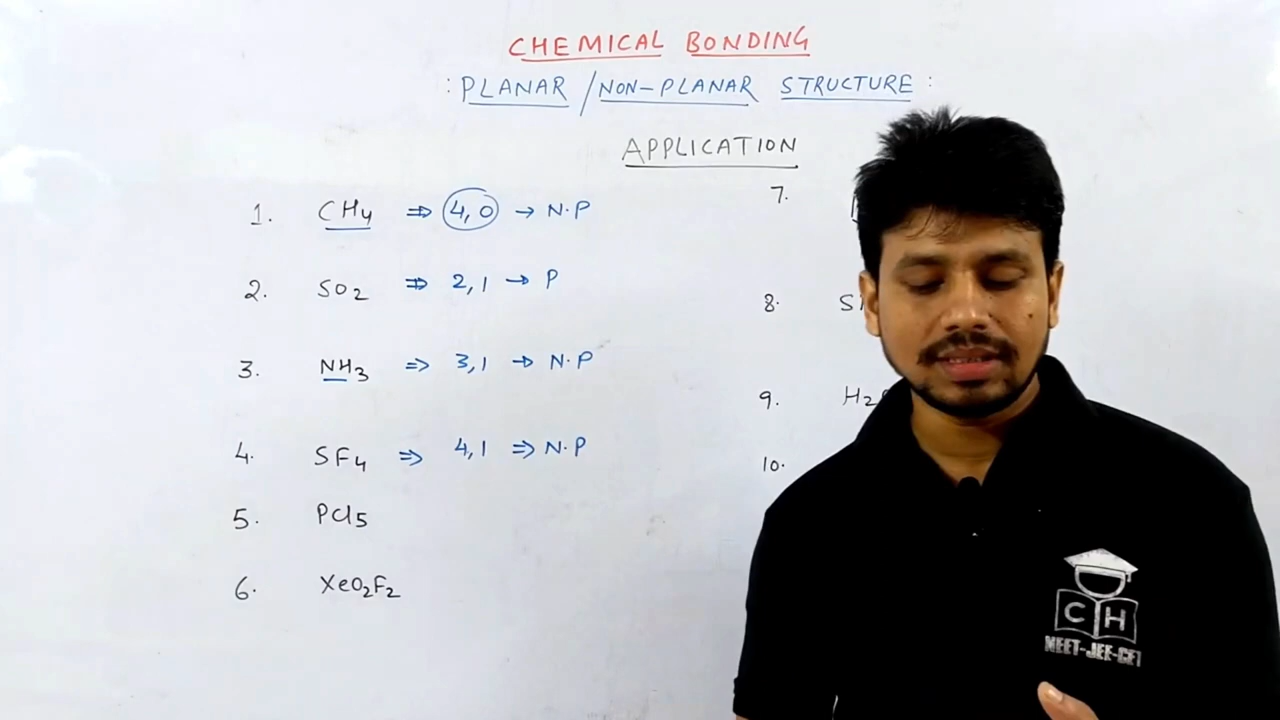 CHEMICAL BONDING
: PLANAR / NON-PLANAR STRUCTURE :
APPLICATION
1. CH4 ⇒ 4,0 → N.P
2. SO2 ⇒ 2,1 → P
3. NH3 ⇒ 3,1 → N.P
4. SF4 ⇒ 4,1 ⇒ N.P
5. PCl5
6. XeO2F2
7.
8.
9. H2
10.
C H
NEET-JEE-CET